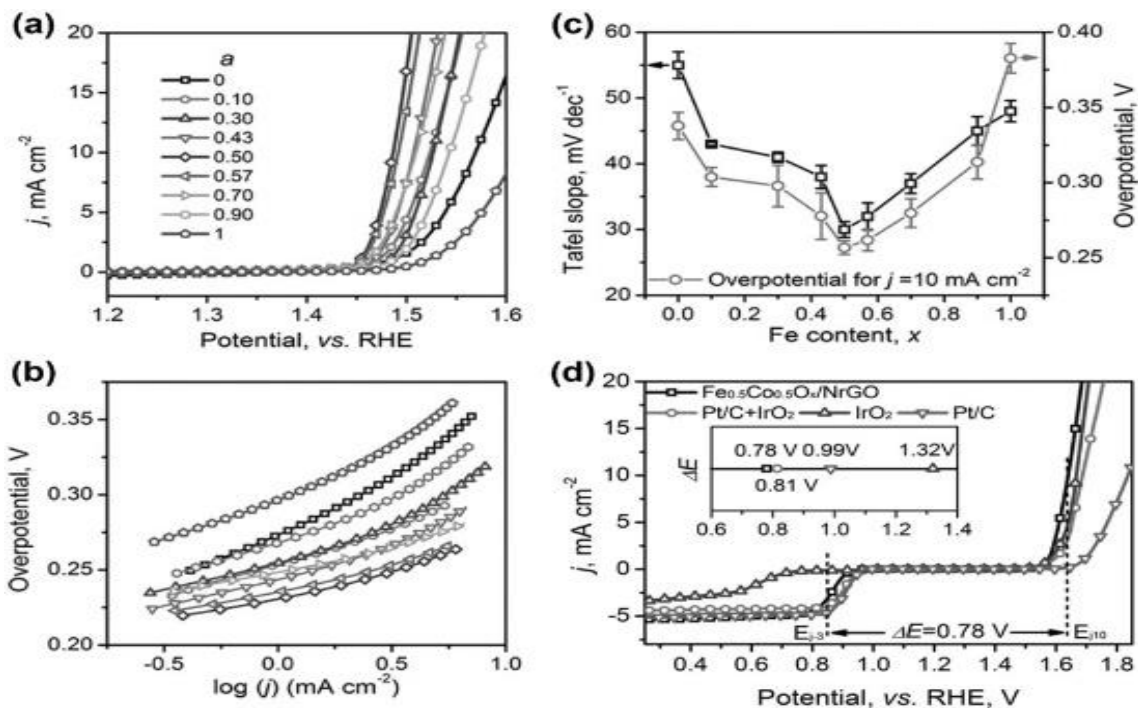 (a)
20
15
10
5
0
j, mA cm⁻²
a
0
0.10
0.30
0.43
0.50
0.57
0.70
0.90
1
1.2 1.3 1.4 1.5 1.6
Potential, vs. RHE
(c)
60
50
40
30
20
Tafel slope, mV dec⁻¹
0.40
0.35
0.30
0.25
Overpotential, V
Overpotential for j =10 mA cm⁻²
0.0 0.2 0.4 0.6 0.8 1.0
Fe content, x
(b)
0.35
0.30
0.25
0.20
Overpotential, V
-0.5 0.0 0.5 1.0
log (j) (mA cm⁻²)
(d)
20
15
10
5
0
-5
j, mA cm⁻²
Fe₀.₅Co₀.₅Oₓ/NrGO
Pt/C+IrO₂ IrO₂ Pt/C
ΔE
0.78 V 0.99V 1.32V
0.81 V
0.6 0.8 1.0 1.2 1.4
Eⱼ₋₃ ΔE=0.78 V Eⱼ₁₀
0.4 0.6 0.8 1.0 1.2 1.4 1.6 1.8
Potential, vs. RHE, V